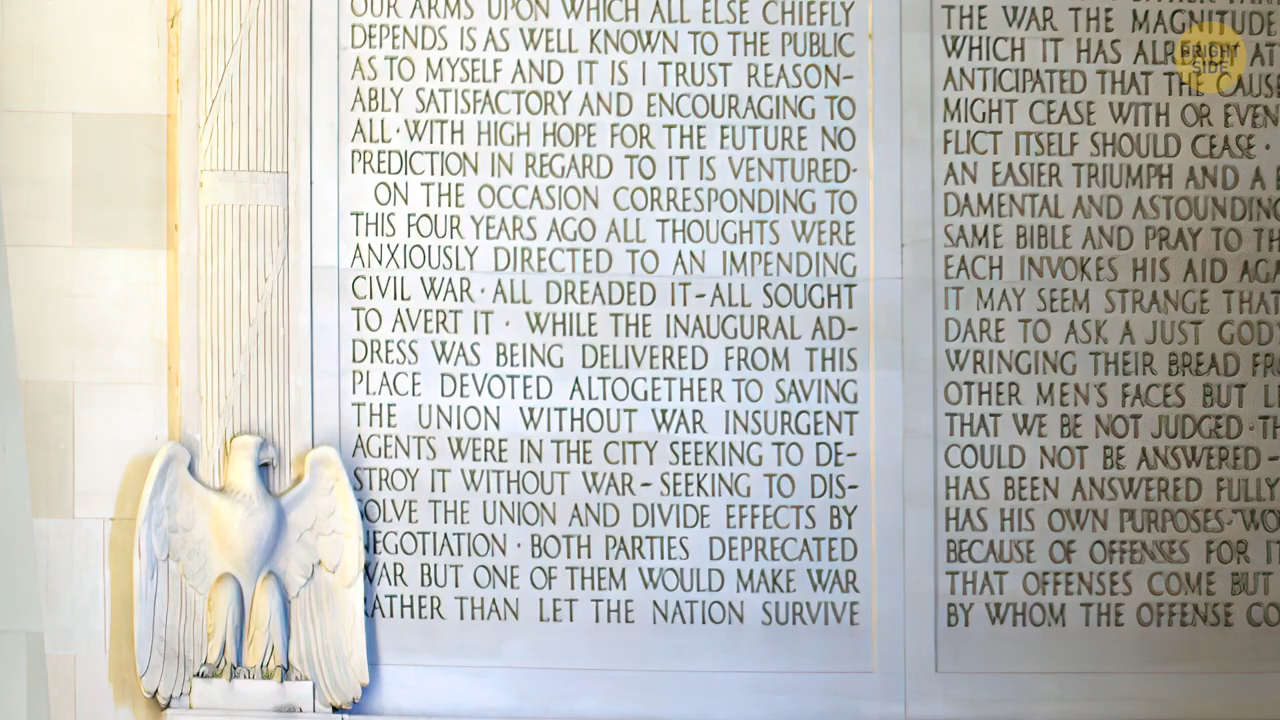 OUR ARMS UPON WHICH ALL ELSE CHIEFLY
DEPENDS IS AS WELL KNOWN TO THE PUBLIC
AS TO MYSELF AND IT IS I TRUST REASON-
ABLY SATISFACTORY AND ENCOURAGING TO
ALL · WITH HIGH HOPE FOR THE FUTURE NO
PREDICTION IN REGARD TO IT IS VENTURED ·
ON THE OCCASION CORRESPONDING TO
THIS FOUR YEARS AGO ALL THOUGHTS WERE
ANXIOUSLY DIRECTED TO AN IMPENDING
CIVIL WAR · ALL DREADED IT - ALL SOUGHT
TO AVERT IT · WHILE THE INAUGURAL AD-
DRESS WAS BEING DELIVERED FROM THIS
PLACE DEVOTED ALTOGETHER TO SAVING
THE UNION WITHOUT WAR INSURGENT
AGENTS WERE IN THE CITY SEEKING TO DE-
STROY IT WITHOUT WAR - SEEKING TO DIS-
SOLVE THE UNION AND DIVIDE EFFECTS BY
NEGOTIATION · BOTH PARTIES DEPRECATED
WAR BUT ONE OF THEM WOULD MAKE WAR
RATHER THAN LET THE NATION SURVIVE
THE WAR THE MAGNITUDE
WHICH IT HAS AT
ANTICIPATED THAT THE CAUSE
MIGHT CEASE WITH OR EVEN
FLICT ITSELF SHOULD CEASE ·
AN EASIER TRIUMPH AND A
DAMENTAL AND ASTOUNDING
SAME BIBLE AND PRAY TO TH
EACH INVOKES HIS AID AGA
IT MAY SEEM STRANGE THAT
DARE TO ASK A JUST GOD'
WRINGING THEIR BREAD FR
OTHER MEN'S FACES BUT LE
THAT WE BE NOT JUDGED · TH
COULD NOT BE ANSWERED -
HAS BEEN ANSWERED FULLY
HAS HIS OWN PURPOSES · "WO
BECAUSE OF OFFENSES FOR IT
THAT OFFENSES COME BUT
BY WHOM THE OFFENSE CO
BRIGHT
SIDE